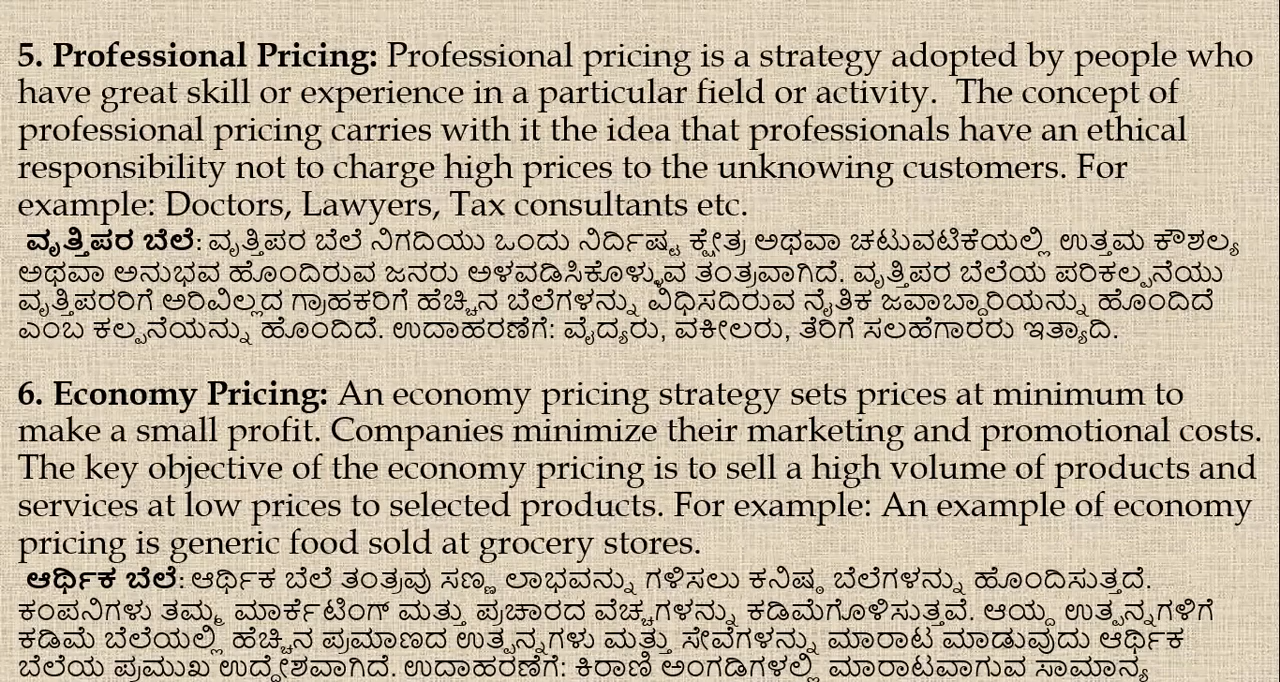 5. Professional Pricing: Professional pricing is a strategy adopted by people who
have great skill or experience in a particular field or activity.  The concept of
professional pricing carries with it the idea that professionals have an ethical
responsibility not to charge high prices to the unknowing customers. For
example: Doctors, Lawyers, Tax consultants etc.
ವೃತ್ತಿಪರ ಬೆಲೆ: ವೃತ್ತಿಪರ ಬೆಲೆ ನಿಗದಿಯು ಒಂದು ನಿರ್ದಿಷ್ಟ ಕ್ಷೇತ್ರ ಅಥವಾ ಚಟುವಟಿಕೆಯಲ್ಲಿ ಉತ್ತಮ ಕೌಶಲ್ಯ
ಅಥವಾ ಅನುಭವ ಹೊಂದಿರುವ ಜನರು ಅಳವಡಿಸಿಕೊಳ್ಳುವ ತಂತ್ರವಾಗಿದೆ. ವೃತ್ತಿಪರ ಬೆಲೆಯ ಪರಿಕಲ್ಪನೆಯು
ವೃತ್ತಿಪರರಿಗೆ ಅರಿವಿಲ್ಲದ ಗ್ರಾಹಕರಿಗೆ ಹೆಚ್ಚಿನ ಬೆಲೆಗಳನ್ನು ವಿಧಿಸದಿರುವ ನೈತಿಕ ಜವಾಬ್ದಾರಿಯನ್ನು ಹೊಂದಿದೆ
ಎಂಬ ಕಲ್ಪನೆಯನ್ನು ಹೊಂದಿದೆ. ಉದಾಹರಣೆಗೆ: ವೈದ್ಯರು, ವಕೀಲರು, ತೆರಿಗೆ ಸಲಹೆಗಾರರು ಇತ್ಯಾದಿ.
6. Economy Pricing: An economy pricing strategy sets prices at minimum to
make a small profit. Companies minimize their marketing and promotional costs.
The key objective of the economy pricing is to sell a high volume of products and
services at low prices to selected products. For example: An example of economy
pricing is generic food sold at grocery stores.
ಆರ್ಥಿಕ ಬೆಲೆ: ಆರ್ಥಿಕ ಬೆಲೆ ತಂತ್ರವು ಸಣ್ಣ ಲಾಭವನ್ನು ಗಳಿಸಲು ಕನಿಷ್ಠ ಬೆಲೆಗಳನ್ನು ಹೊಂದಿಸುತ್ತದೆ.
ಕಂಪನಿಗಳು ತಮ್ಮ ಮಾರ್ಕೆಟಿಂಗ್ ಮತ್ತು ಪ್ರಚಾರದ ವೆಚ್ಚಗಳನ್ನು ಕಡಿಮೆಗೊಳಿಸುತ್ತವೆ. ಆಯ್ದ ಉತ್ಪನ್ನಗಳಿಗೆ
ಕಡಿಮೆ ಬೆಲೆಯಲ್ಲಿ ಹೆಚ್ಚಿನ ಪ್ರಮಾಣದ ಉತ್ಪನ್ನಗಳು ಮತ್ತು ಸೇವೆಗಳನ್ನು ಮಾರಾಟ ಮಾಡುವುದು ಆರ್ಥಿಕ
ಬೆಲೆಯ ಪ್ರಮುಖ ಉದ್ದೇಶವಾಗಿದೆ. ಉದಾಹರಣೆಗೆ: ಕಿರಾಣಿ ಅಂಗಡಿಗಳಲ್ಲಿ ಮಾರಾಟವಾಗುವ ಸಾಮಾನ್ಯ